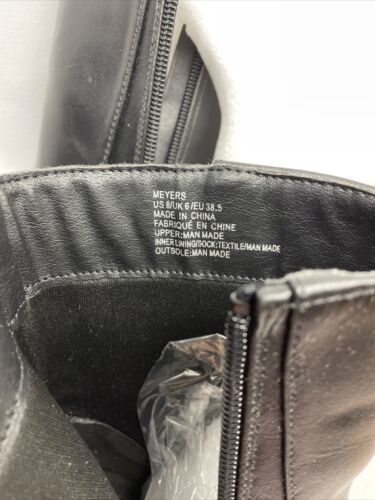 MEYERS
US 8/UK 6/EU 38.5
MADE IN CHINA
FABRIQUÉ EN CHINE
UPPER:MAN MADE
INNER LINING/SOCK:TEXTILE/MAN MADE
OUTSOLE:MAN MADE